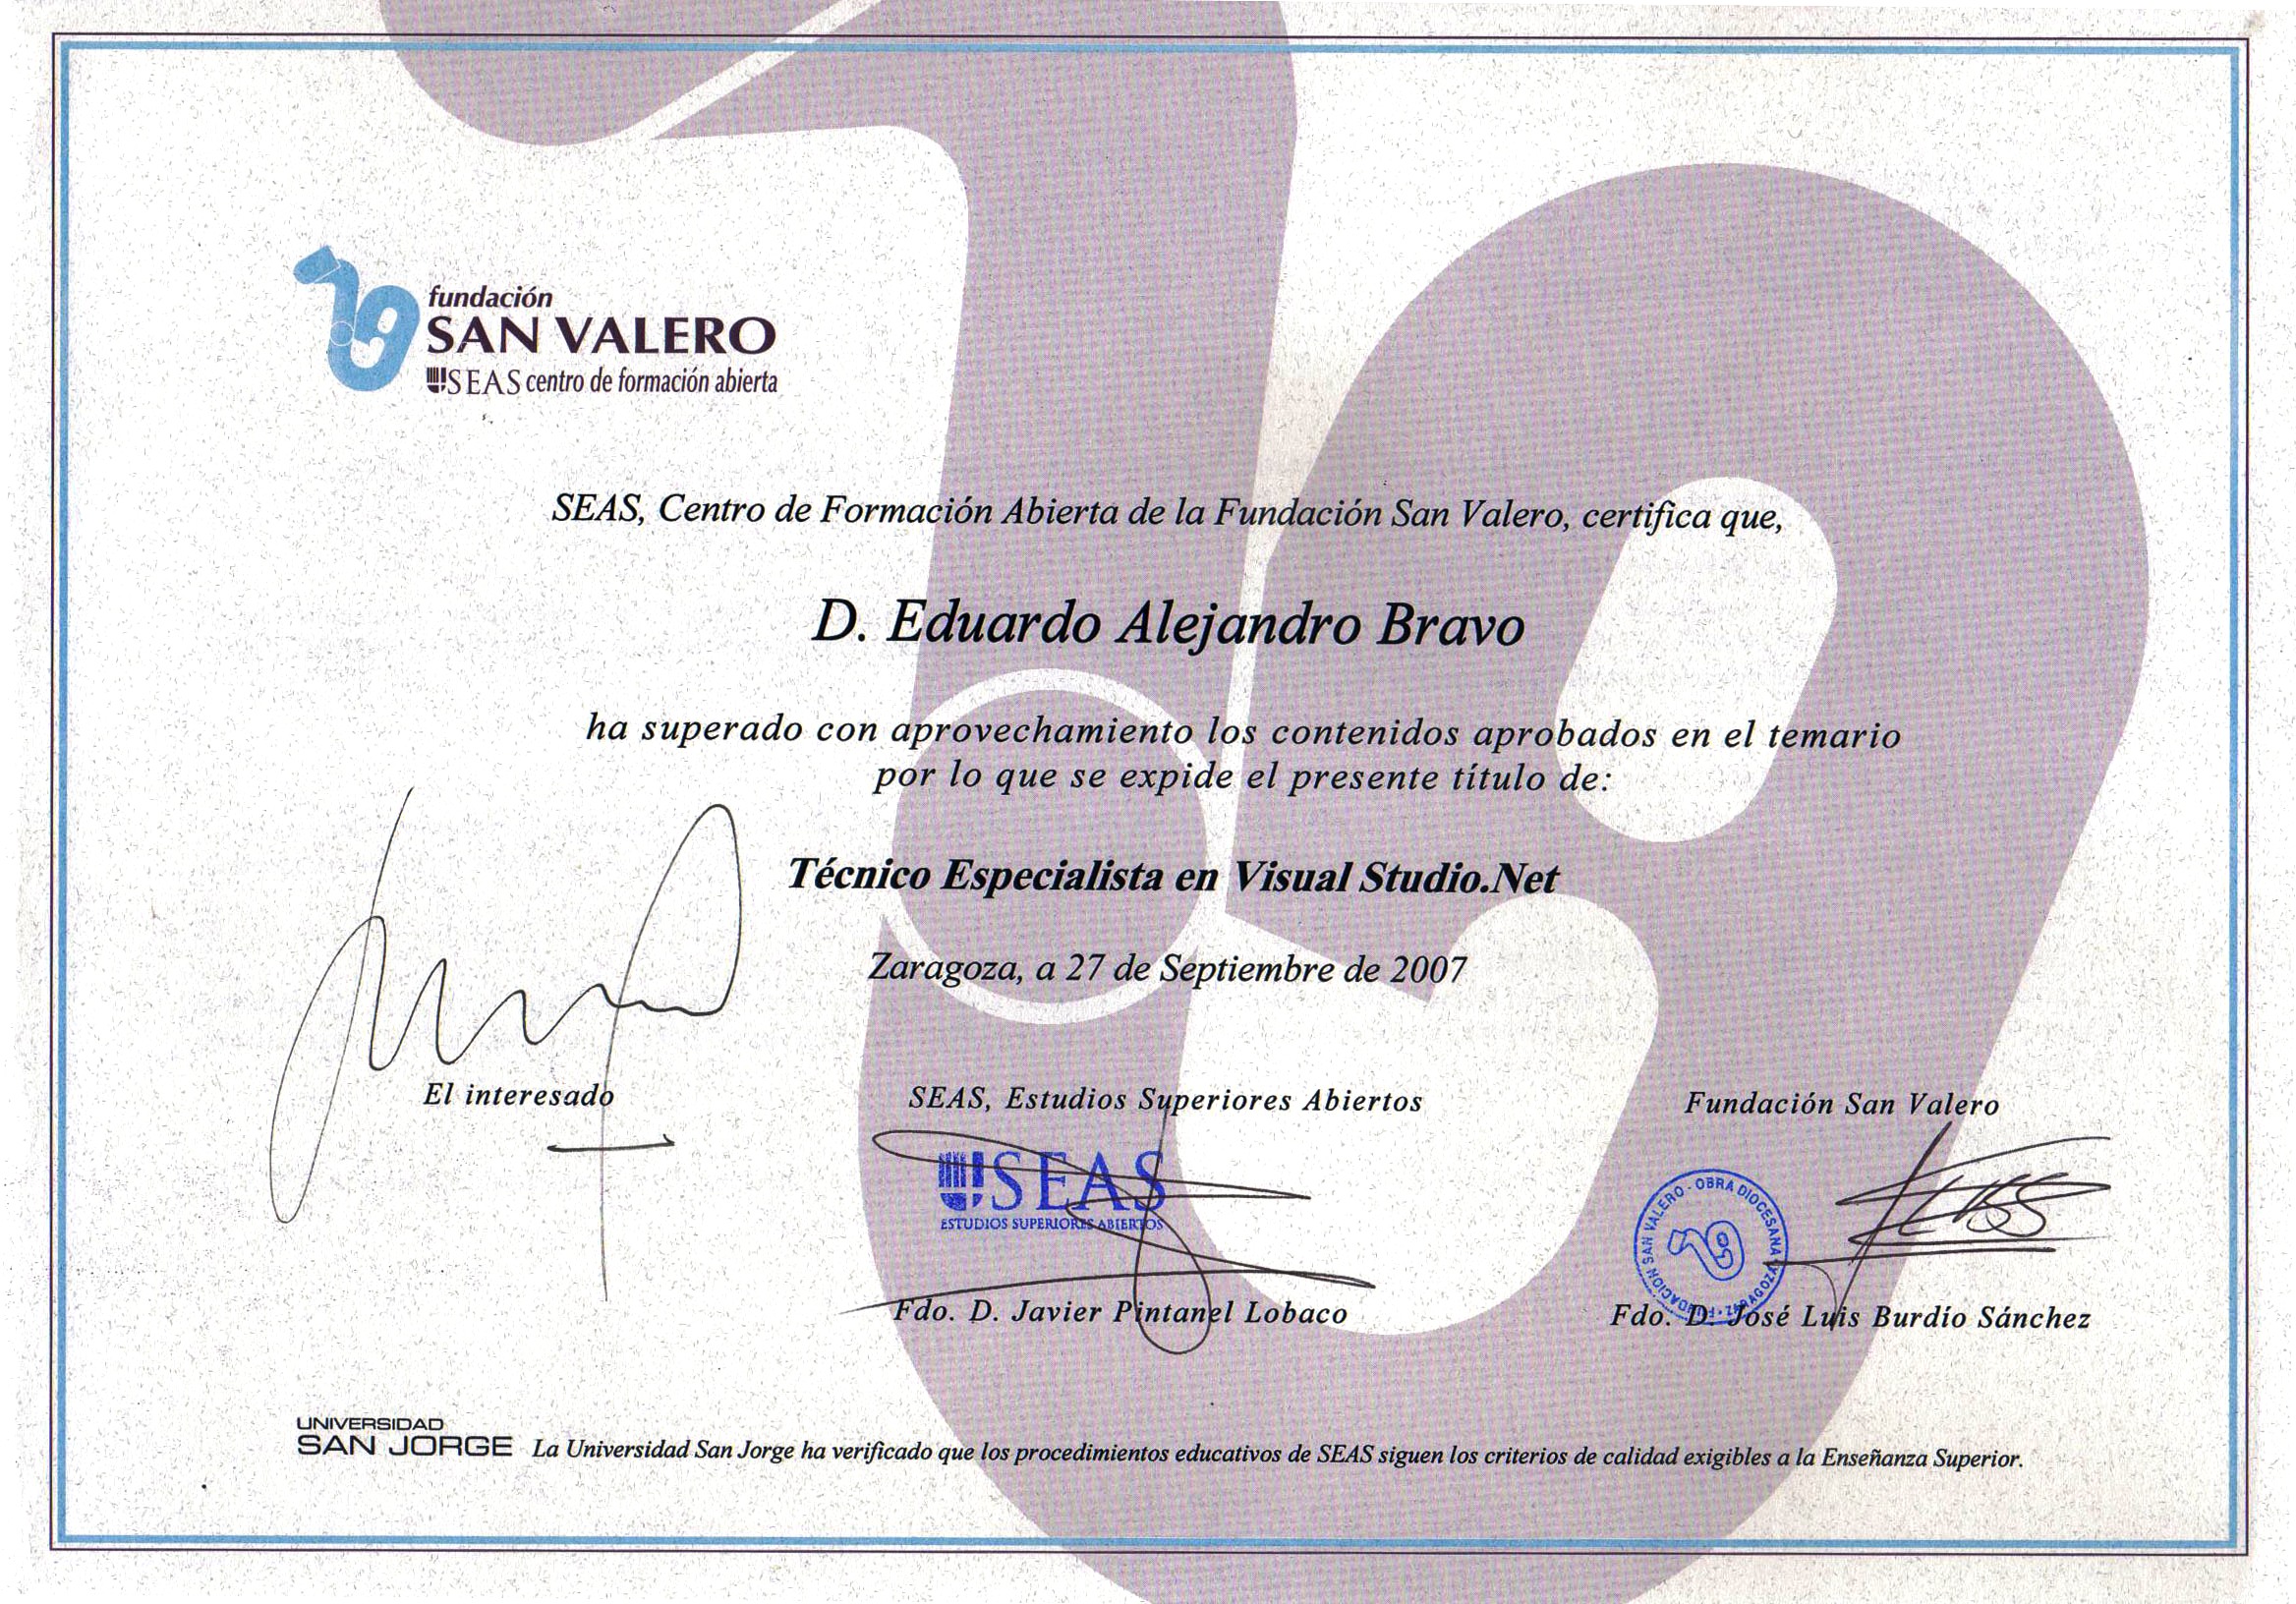 fundación
SAN VALERO
SEAS centro de formación abierta
SEAS, Centro de Formación Abierta de la Fundación San Valero, certifica que,
D. Eduardo Alejandro Bravo
ha superado con aprovechamiento los contenidos aprobados en el temario
por lo que se expide el presente título de:
Técnico Especialista en Visual Studio.Net
Zaragoza, a 27 de Septiembre de 2007
El interesado
SEAS, Estudios Superiores Abiertos
Fundación San Valero
SEAS
ESTUDIOS SUPERIORES ABIERTOS
FUNDACIÓN SAN VALERO - OBRA DIOCESANA - ZARAGOZA
Fdo. D. Javier Pintanel Lobaco
Fdo. D. José Luis Burdío Sánchez
UNIVERSIDAD
SAN JORGE La Universidad San Jorge ha verificado que los procedimientos educativos de SEAS siguen los criterios de calidad exigibles a la Enseñanza Superior.